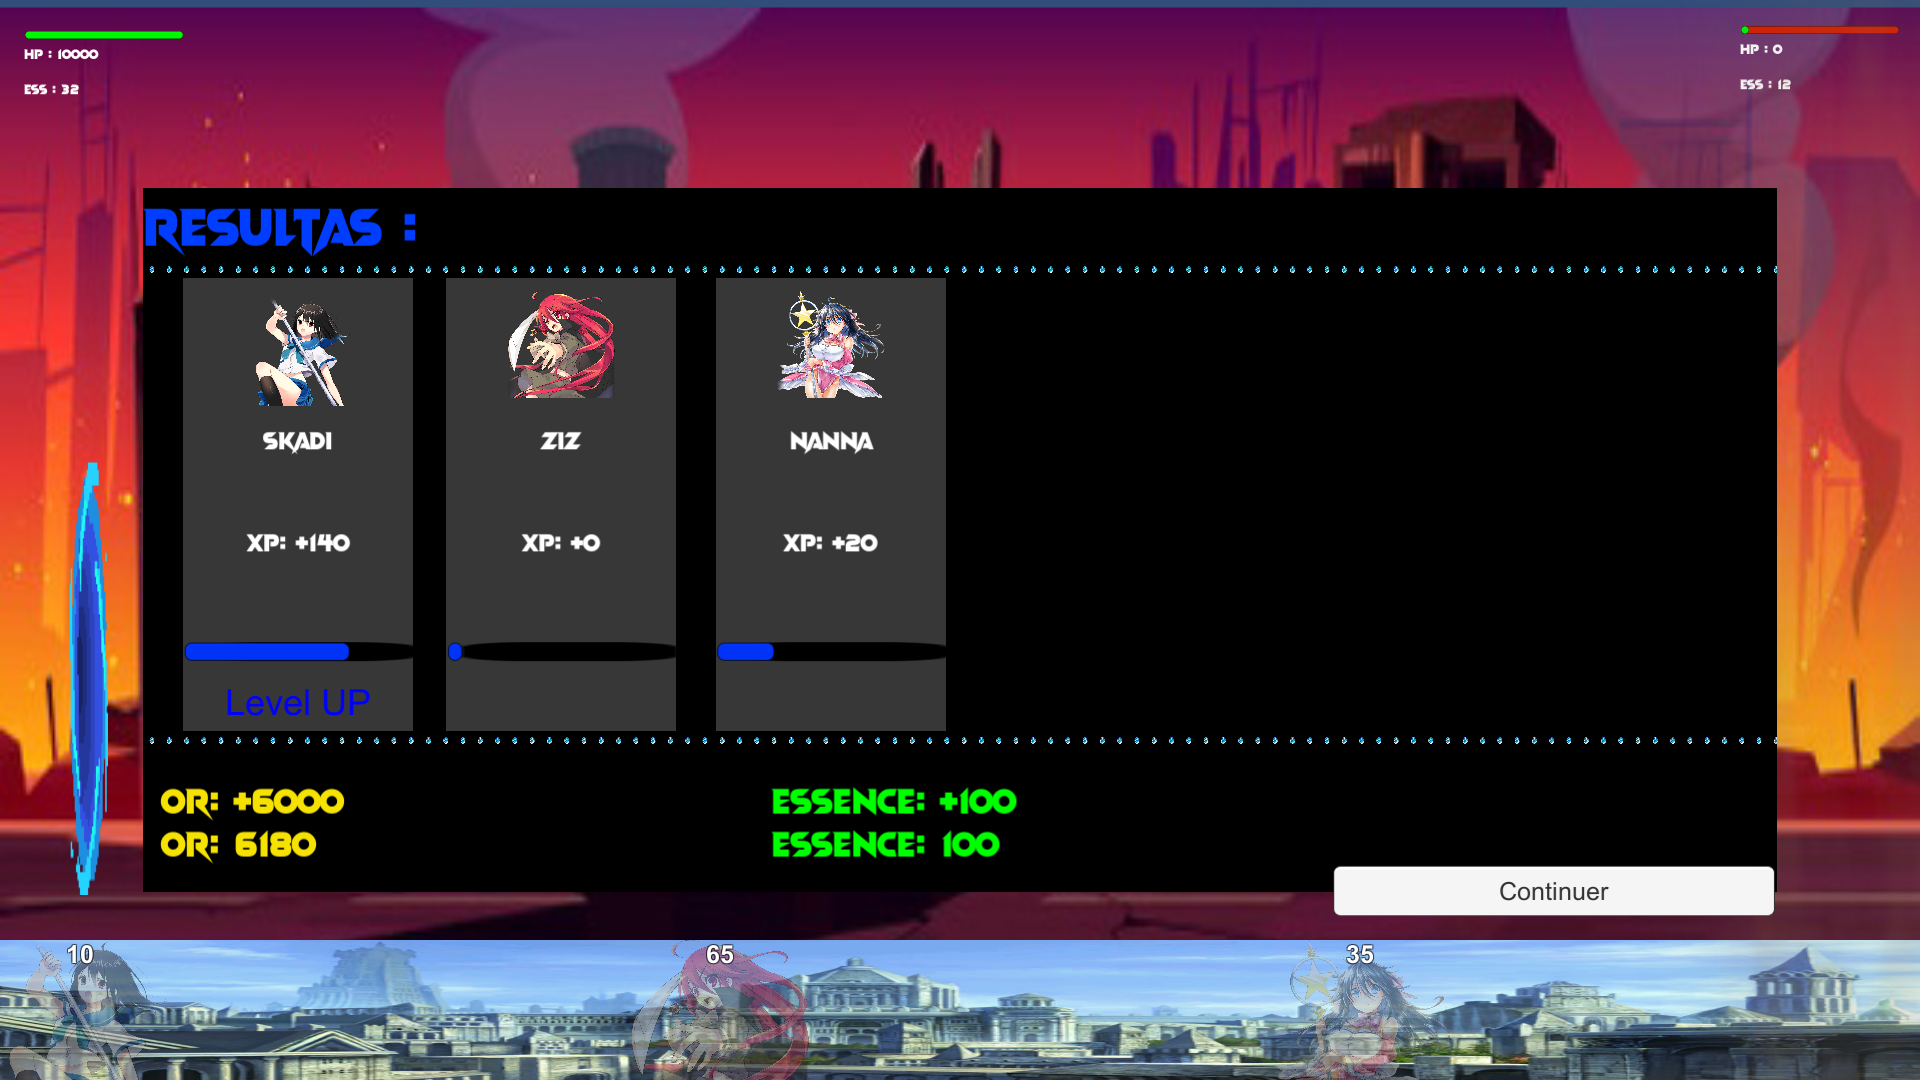 HP : 10000
HP : 0
ESS : 32
ESS : 12
RESULTAS :
SKADI
ZIZ
NANNA
XP: +140
XP: +0
XP: +20
Level UP
OR: +6000
ESSENCE: +100
OR: 6180
ESSENCE: 100
Continuer
10
65
35